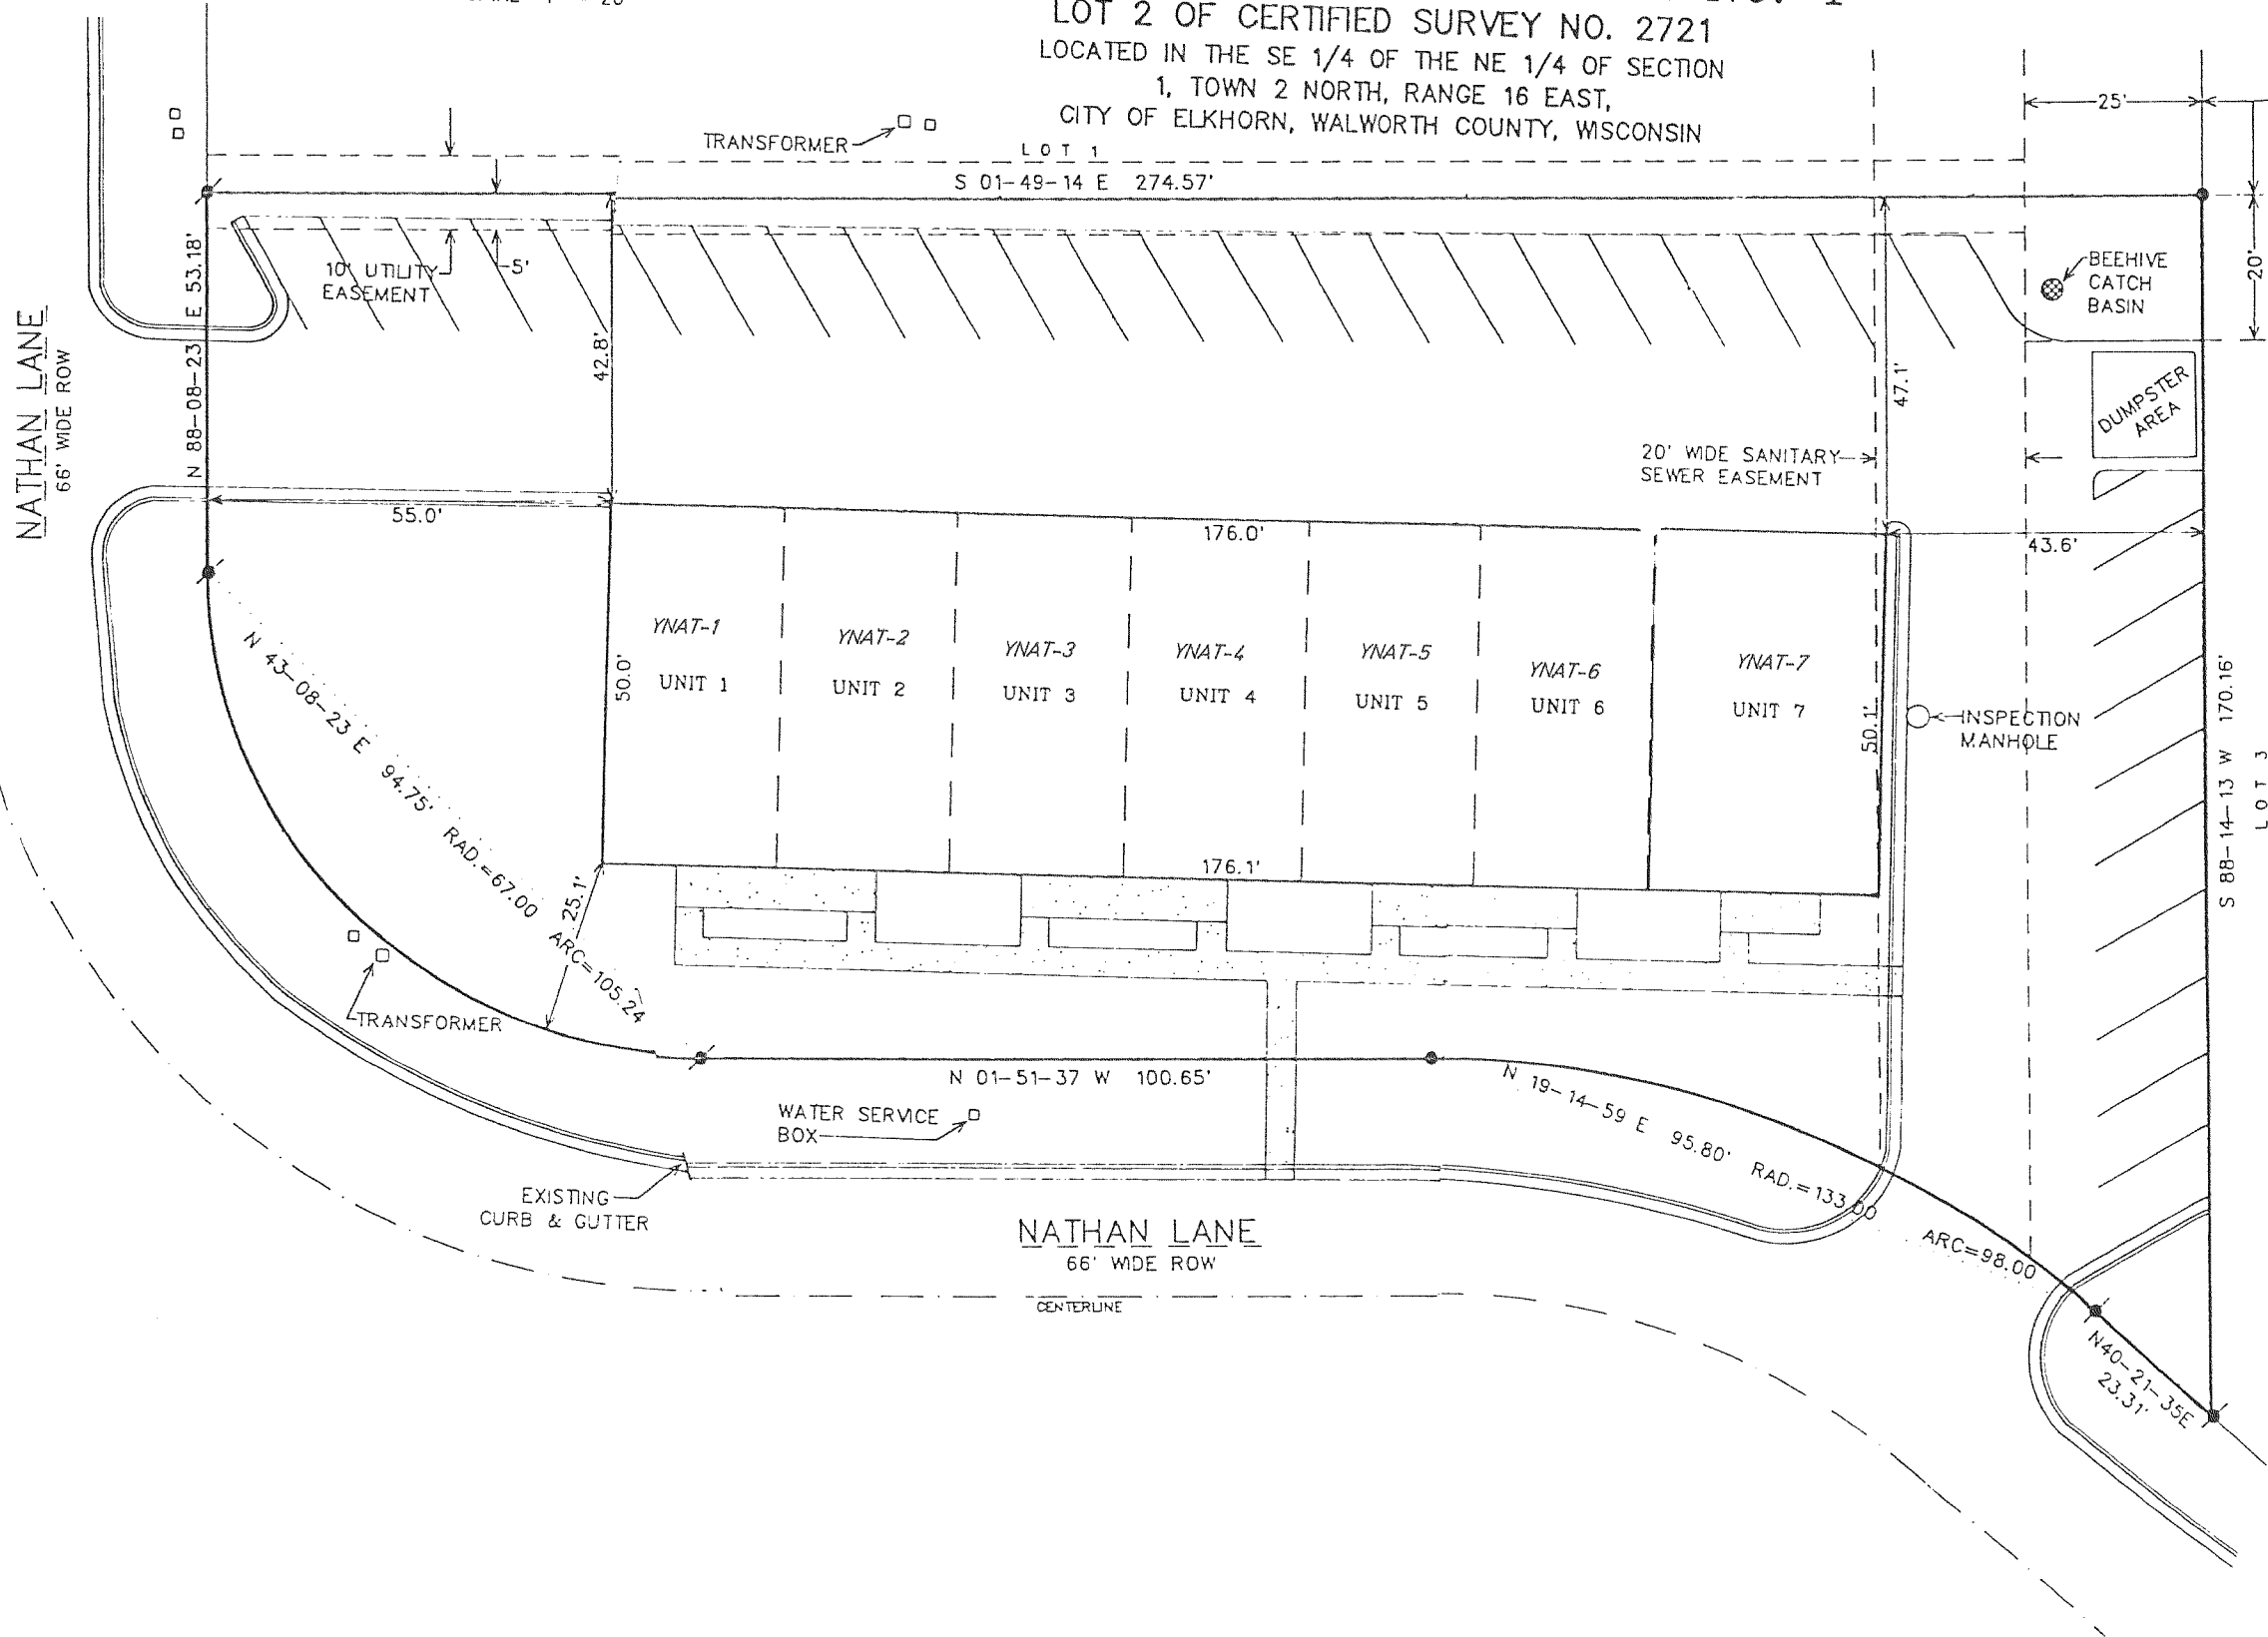 LOT 2 OF CERTIFIED SURVEY NO. 2721
LOCATED IN THE SE 1/4 OF THE NE 1/4 OF SECTION
1, TOWN 2 NORTH, RANGE 16 EAST,
CITY OF ELKHORN, WALWORTH COUNTY, WISCONSIN
25'
TRANSFORMER
LOT 1
S 01-49-14 E 274.57'
N 88-08-23 E 53.18'
10' UTILITY
EASEMENT
5'
BEEHIVE
CATCH
BASIN
20'
NATHAN LANE
66' WIDE ROW
42.8'
47.1'
DUMPSTER
AREA
20' WIDE SANITARY
SEWER EASEMENT
55.0'
176.0'
43.6'
YNAT-1
UNIT 1
YNAT-2
UNIT 2
YNAT-3
UNIT 3
YNAT-4
UNIT 4
YNAT-5
UNIT 5
YNAT-6
UNIT 6
YNAT-7
UNIT 7
50.0'
50.1'
INSPECTION
MANHOLE
S 88-14-13 W 170.16'
LOT 3
N 43-08-23 E 94.75' RAD.=67.00 ARC=105.24
176.1'
25.1'
TRANSFORMER
N 01-51-37 W 100.65'
N 19-14-59 E 95.80' RAD.=133.00 ARC=98.00
WATER SERVICE
BOX
EXISTING
CURB & GUTTER
NATHAN LANE
66' WIDE ROW
CENTERLINE
N40-21-35E
23.31'